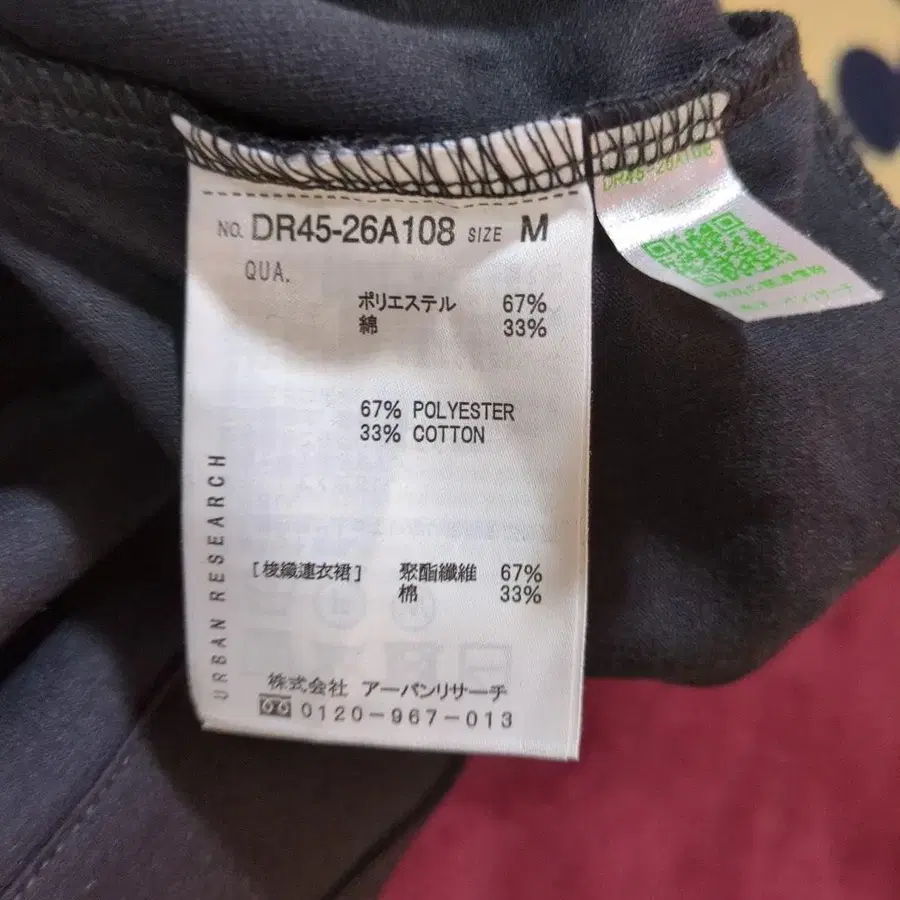 NO. DR45-26A108 SIZE M
QUA.
ポリエステル 67%
綿 33%
67% POLYESTER
33% COTTON
URBAN RESEARCH
[梭織連衣裙] 聚酯纖維 67%
棉 33%
株式会社 アーバンリサーチ
0120-967-013
DR45-26A108